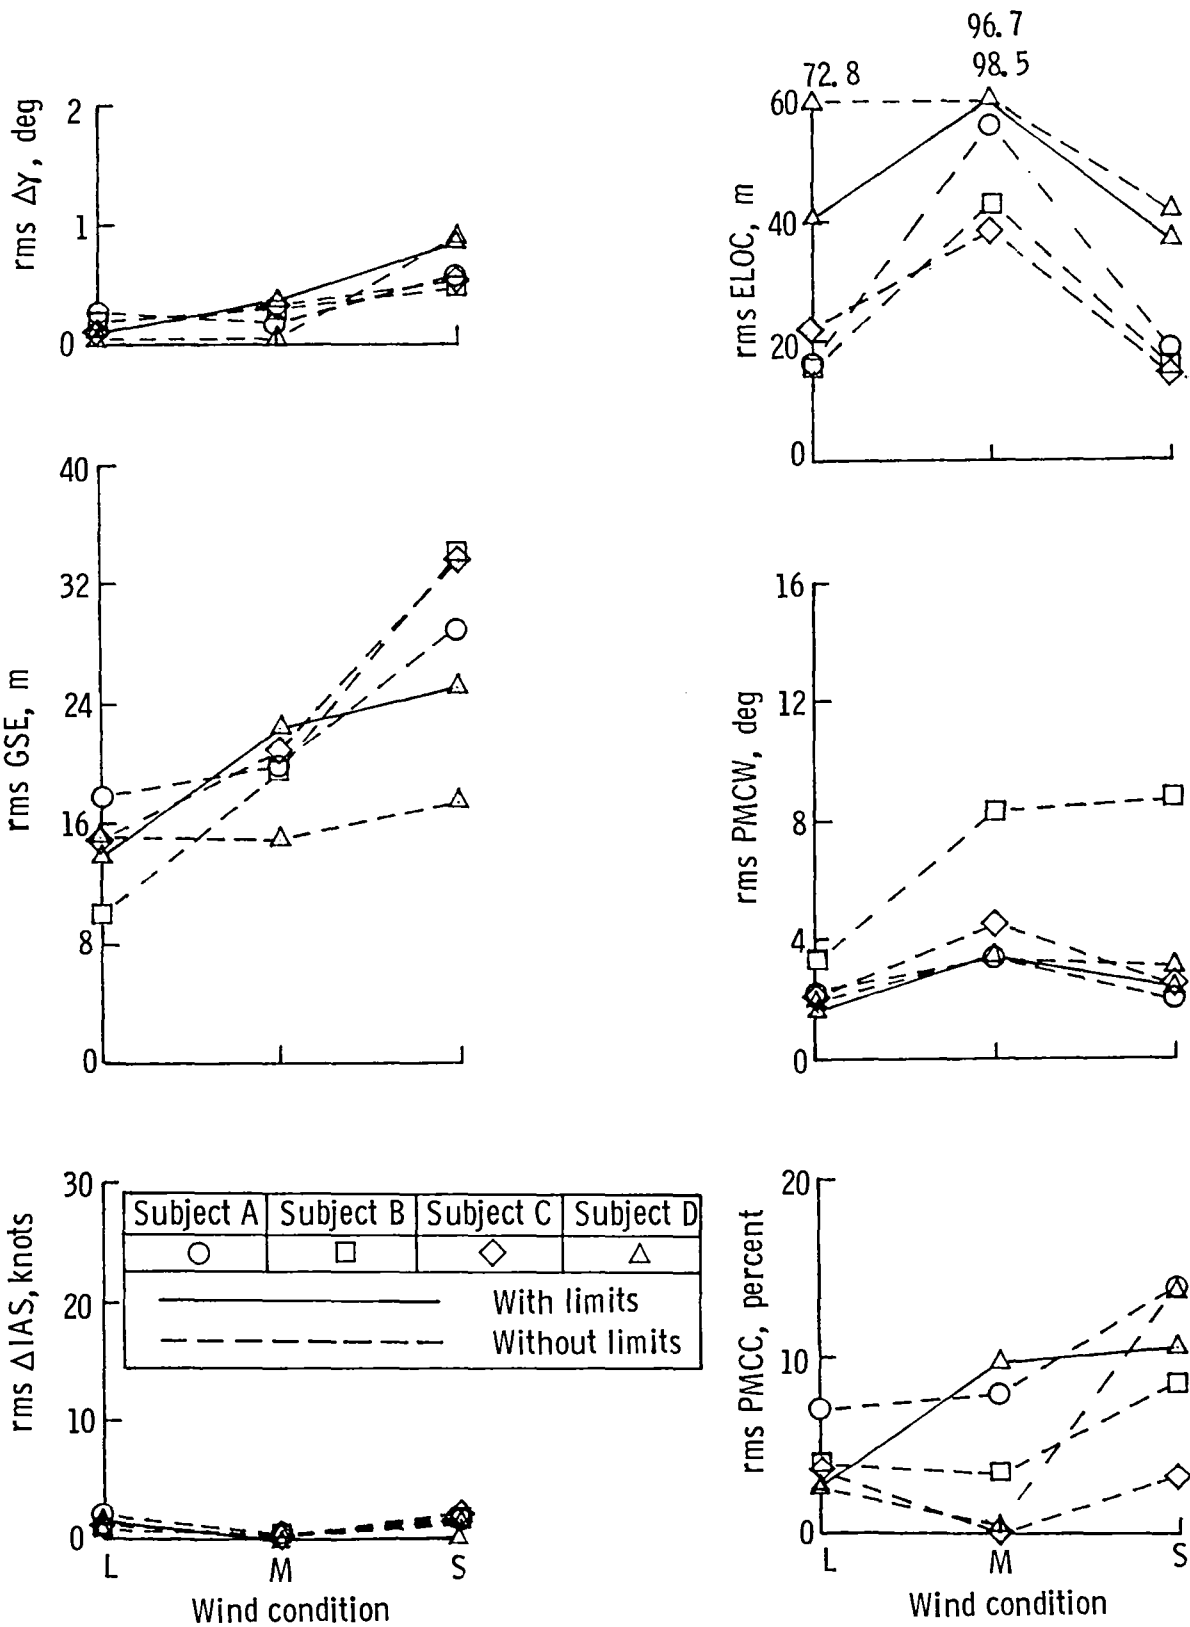 rms Δγ, deg
2
1
0
96.7
72.8
98.5
rms ELOC, m
60
40
20
0
rms GSE, m
40
32
24
16
8
0
rms PMCW, deg
16
12
8
4
0
rms ΔIAS, knots
30
20
10
0
Subject A Subject B Subject C Subject D
With limits
Without limits
L M S
Wind condition
rms PMCC, percent
20
10
0
L M S
Wind condition